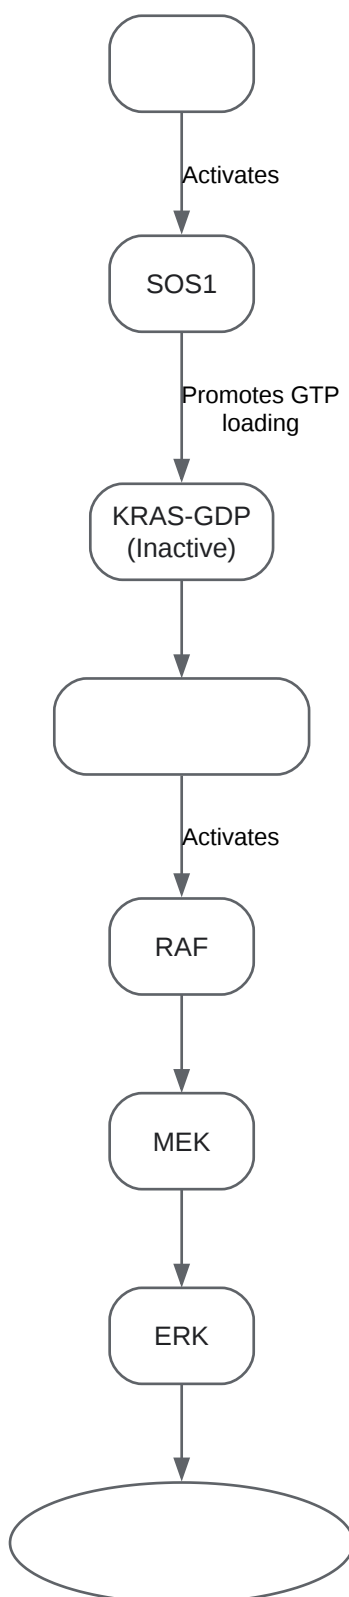 Activates
SOS1
Promotes GTP
loading
KRAS-GDP
(Inactive)
Activates
RAF
MEK
ERK